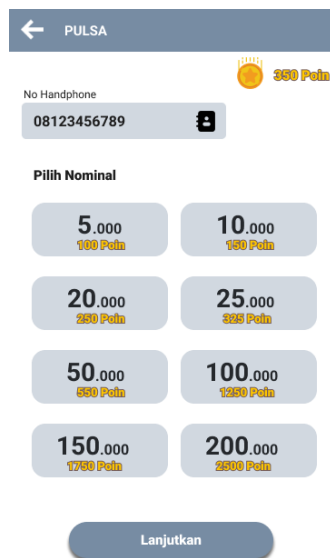 PULSA
350 Poin
No Handphone
08123456789
Pilih Nominal
5.000
100 Poin
10.000
150 Poin
20.000
250 Poin
25.000
325 Poin
50.000
550 Poin
100.000
1250 Poin
150.000
1750 Poin
200.000
2500 Poin
Lanjutkan